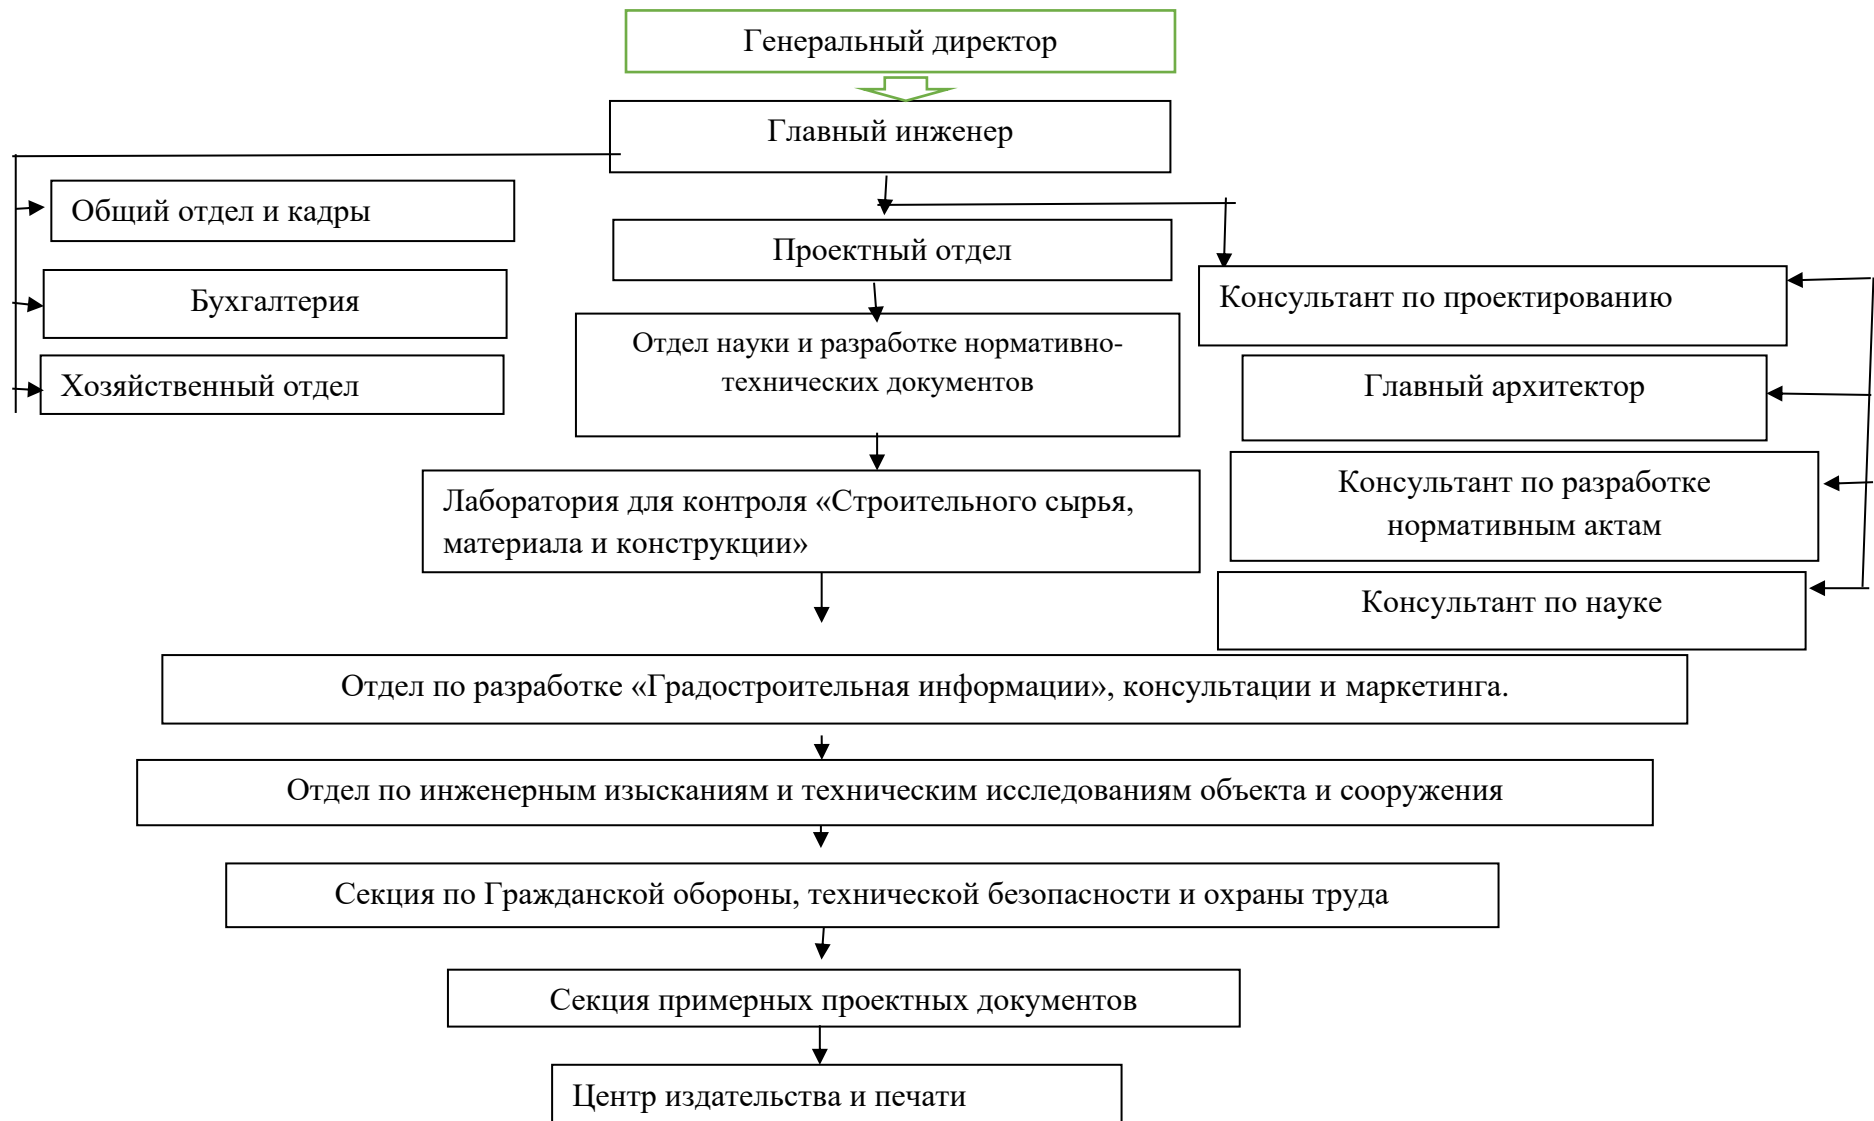 Генеральный директор
Главный инженер
Общий отдел и кадры
Проектный отдел
Бухгалтерия
Консультант по проектированию
Отдел науки и разработке нормативно-
технических документов
Хозяйственный отдел
Главный архитектор
Лаборатория для контроля «Строительного сырья,
материала и конструкции»
Консультант по разработке
нормативным актам
Консультант по науке
Отдел по разработке «Градостроительная информации», консультации и маркетинга.
Отдел по инженерным изысканиям и техническим исследованиям объекта и сооружения
Секция по Гражданской обороны, технической безопасности и охраны труда
Секция примерных проектных документов
Центр издательства и печати